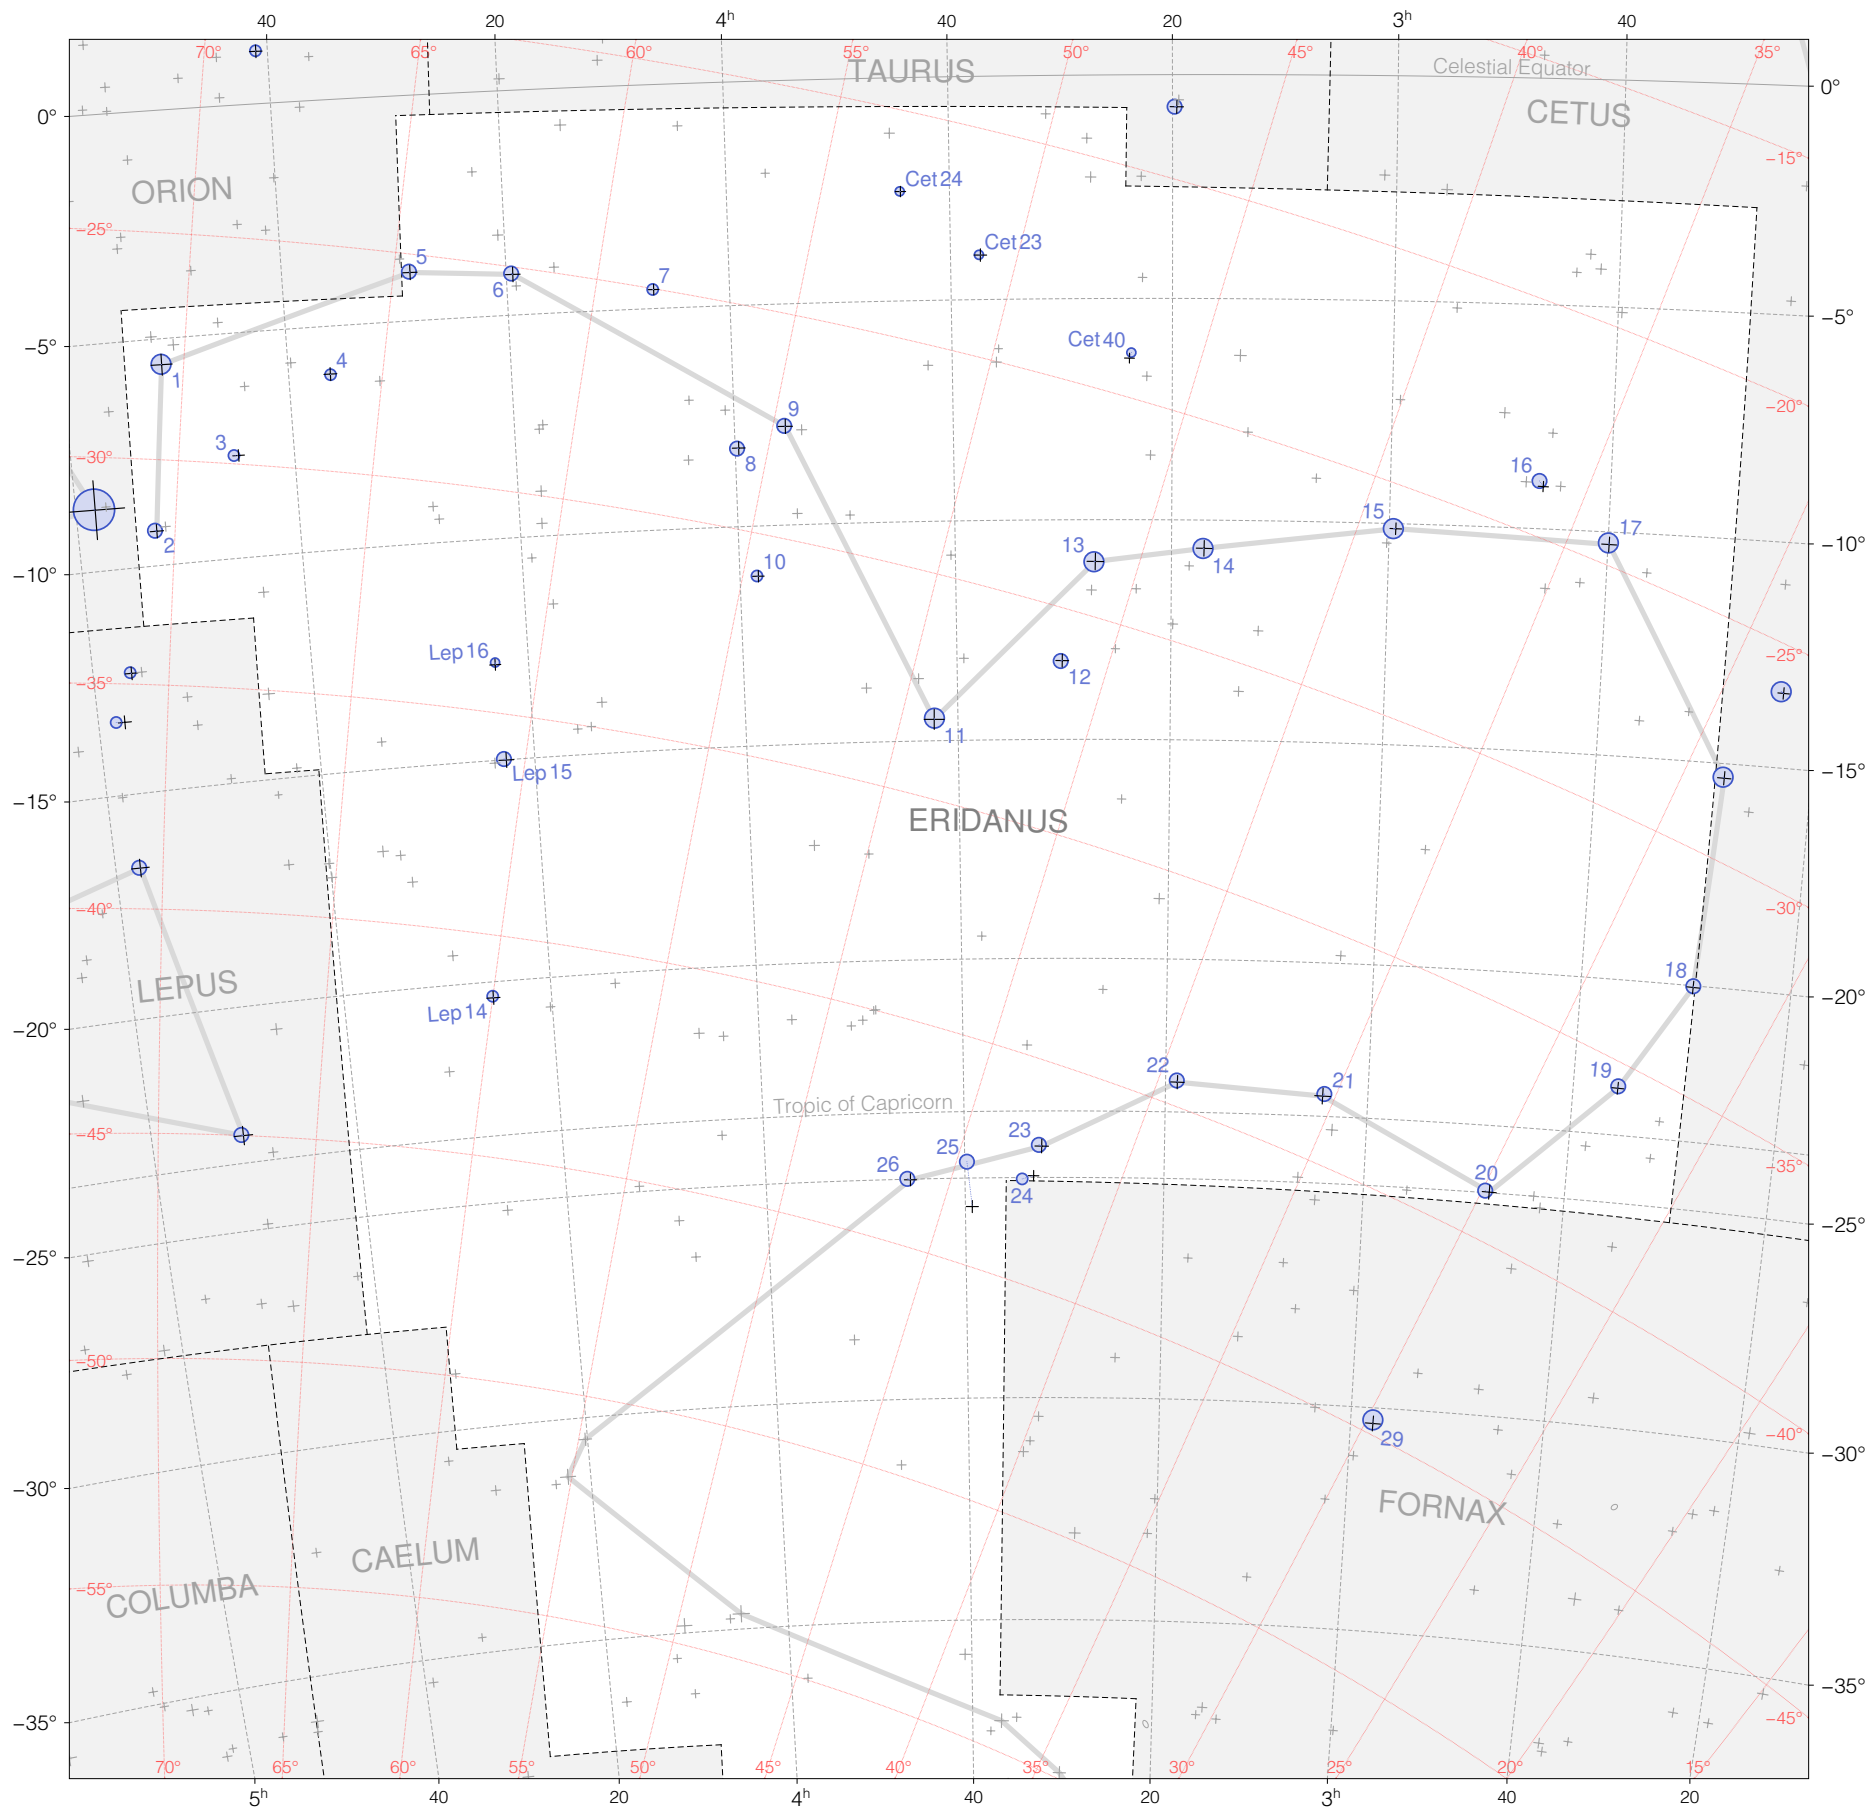 40 20 4h 40 20 3h 40
70° 65° 60° 55° 50° 45° 40° 35°
TAURUS
Celestial Equator
0°
0°
CETUS
−15°
ORION
Cet 24
−25°
Cet 23
5
6
7
−5°
Cet 40
−5°
4
1
9
−20°
3
−30°
8
16
15
17
2
13
−10°
14
10
−10°
Lep 16
12
−25°
−35°
11
Lep 15
−15°
−15°
ERIDANUS
−40°
−30°
LEPUS
18
−20°
Lep 14
−20°
22
19
21
Tropic of Capricorn
−45°
23
25
26
−35°
20
24
−25°
−25°
−50°
29
−40°
−30°
−30°
FORNAX
CAELUM
COLUMBA
−55°
−35°
−35°
−45°
70° 65° 60° 55° 50° 45° 40° 35° 30° 25° 20° 15°
5h 40 20 4h 40 20 3h 40 20